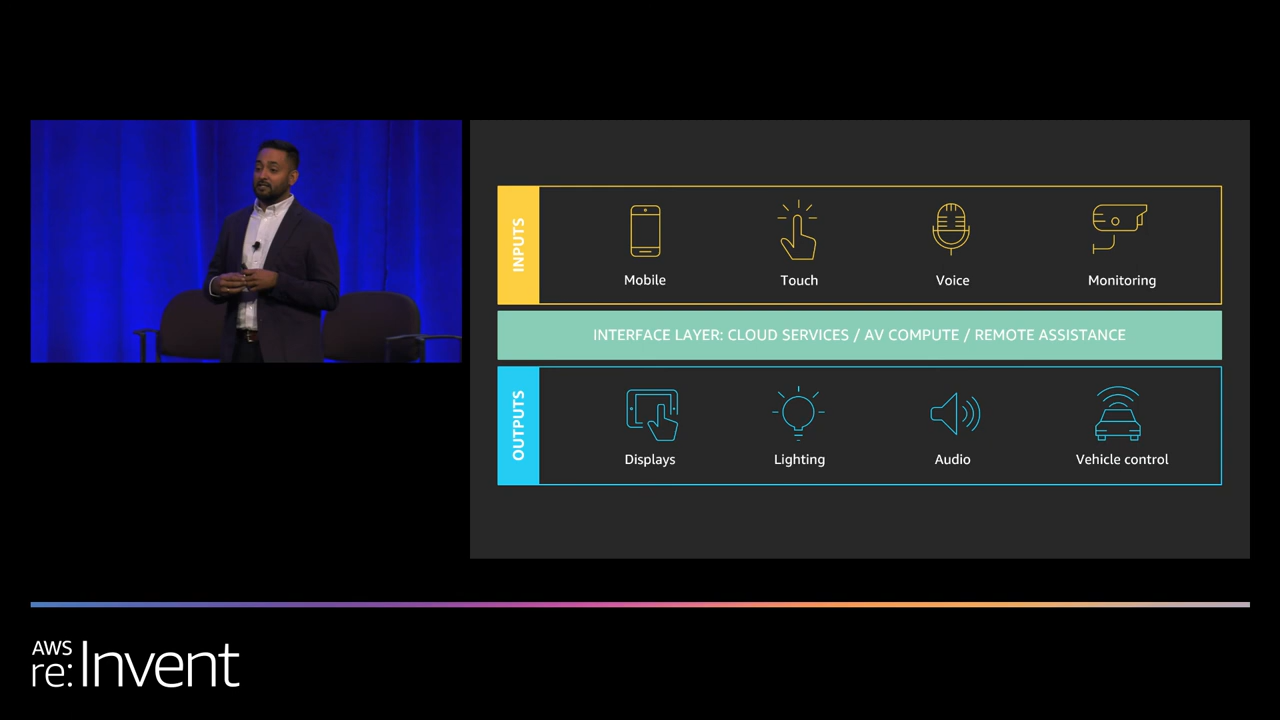 INPUTS
Mobile
Touch
Voice
Monitoring
INTERFACE LAYER: CLOUD SERVICES / AV COMPUTE / REMOTE ASSISTANCE
OUTPUTS
Displays
Lighting
Audio
Vehicle control
AWS
re:Invent